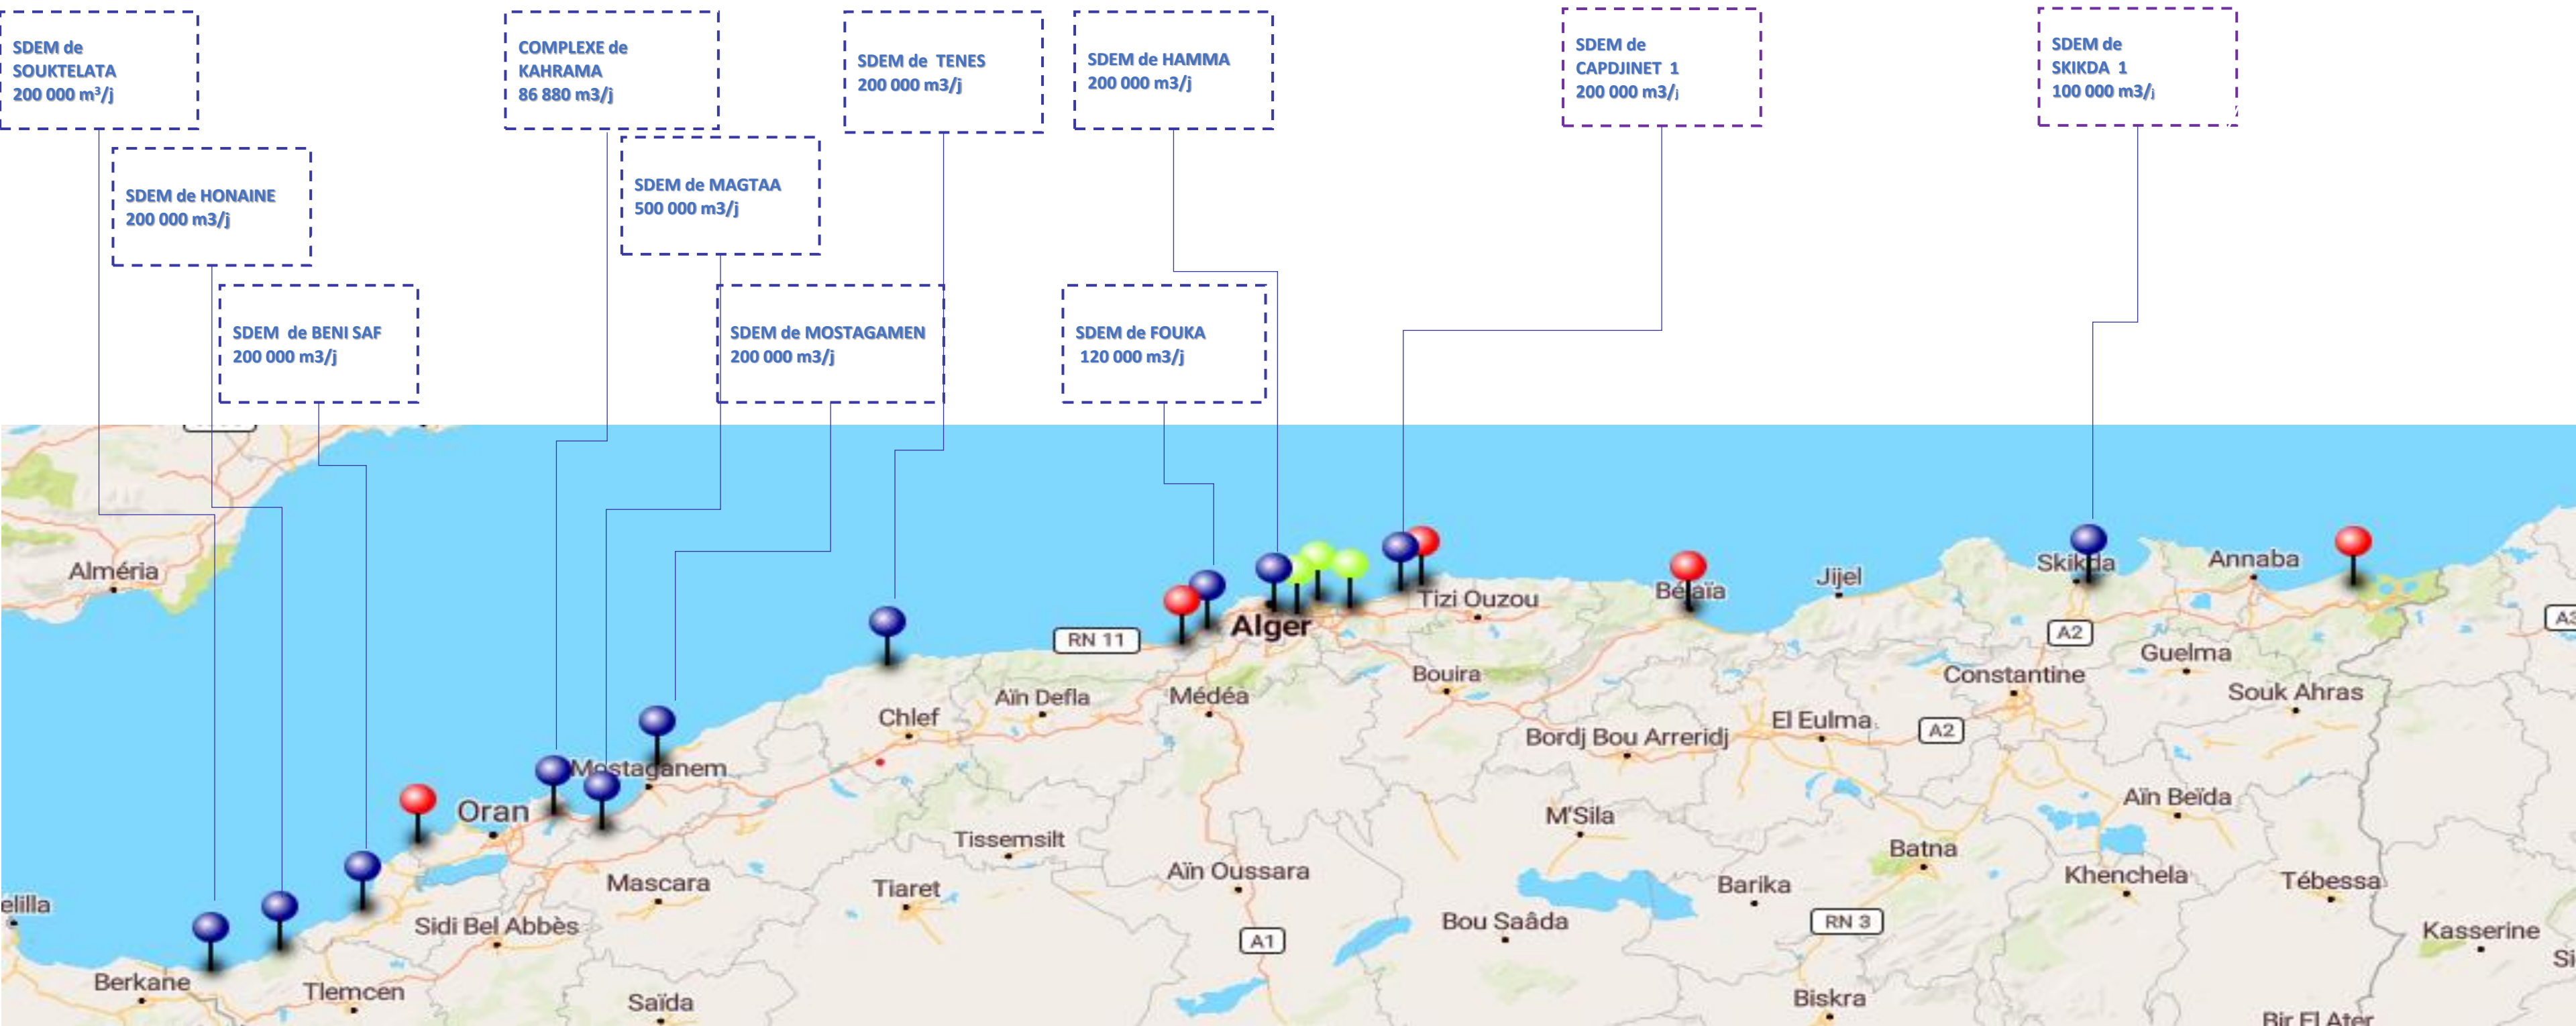 SDEM de
SOUKTELATA
200 000 m³/j
COMPLEXE de
KAHRAMA
86 880 m3/j
SDEM de TENES
200 000 m3/j
SDEM de HAMMA
200 000 m3/j
SDEM de
CAPDJINET 1
200 000 m3/j
SDEM de
SKIKDA 1
100 000 m3/j
SDEM de HONAINE
200 000 m3/j
SDEM de MAGTAA
500 000 m3/j
SDEM de BENI SAF
200 000 m3/j
SDEM de MOSTAGAMEN
200 000 m3/j
SDEM de FOUKA
120 000 m3/j
Alméria
Skikda
Annaba
Jijel
Béjaïa
Tizi Ouzou
Alger
RN 11
A2
A3
Guelma
Bouira
Constantine
Souk Ahras
Médéa
Aïn Defla
Chlef
El Eulma
A2
Bordj Bou Arreridj
Mostaganem
Oran
Aïn Beïda
M'Sila
Tissemsilt
Batna
Khenchela
Tébessa
Aïn Oussara
Mascara
Tiaret
Barika
elilla
Sidi Bel Abbès
Bou Saâda
RN 3
Kasserine
A1
Si
Berkane
Tlemcen
Saïda
Biskra
Bir El Ater